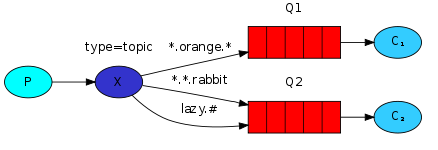 Q1
type=topic
*.orange.*
C₁
P
X
*.*.rabbit
Q2
lazy.#
C₂